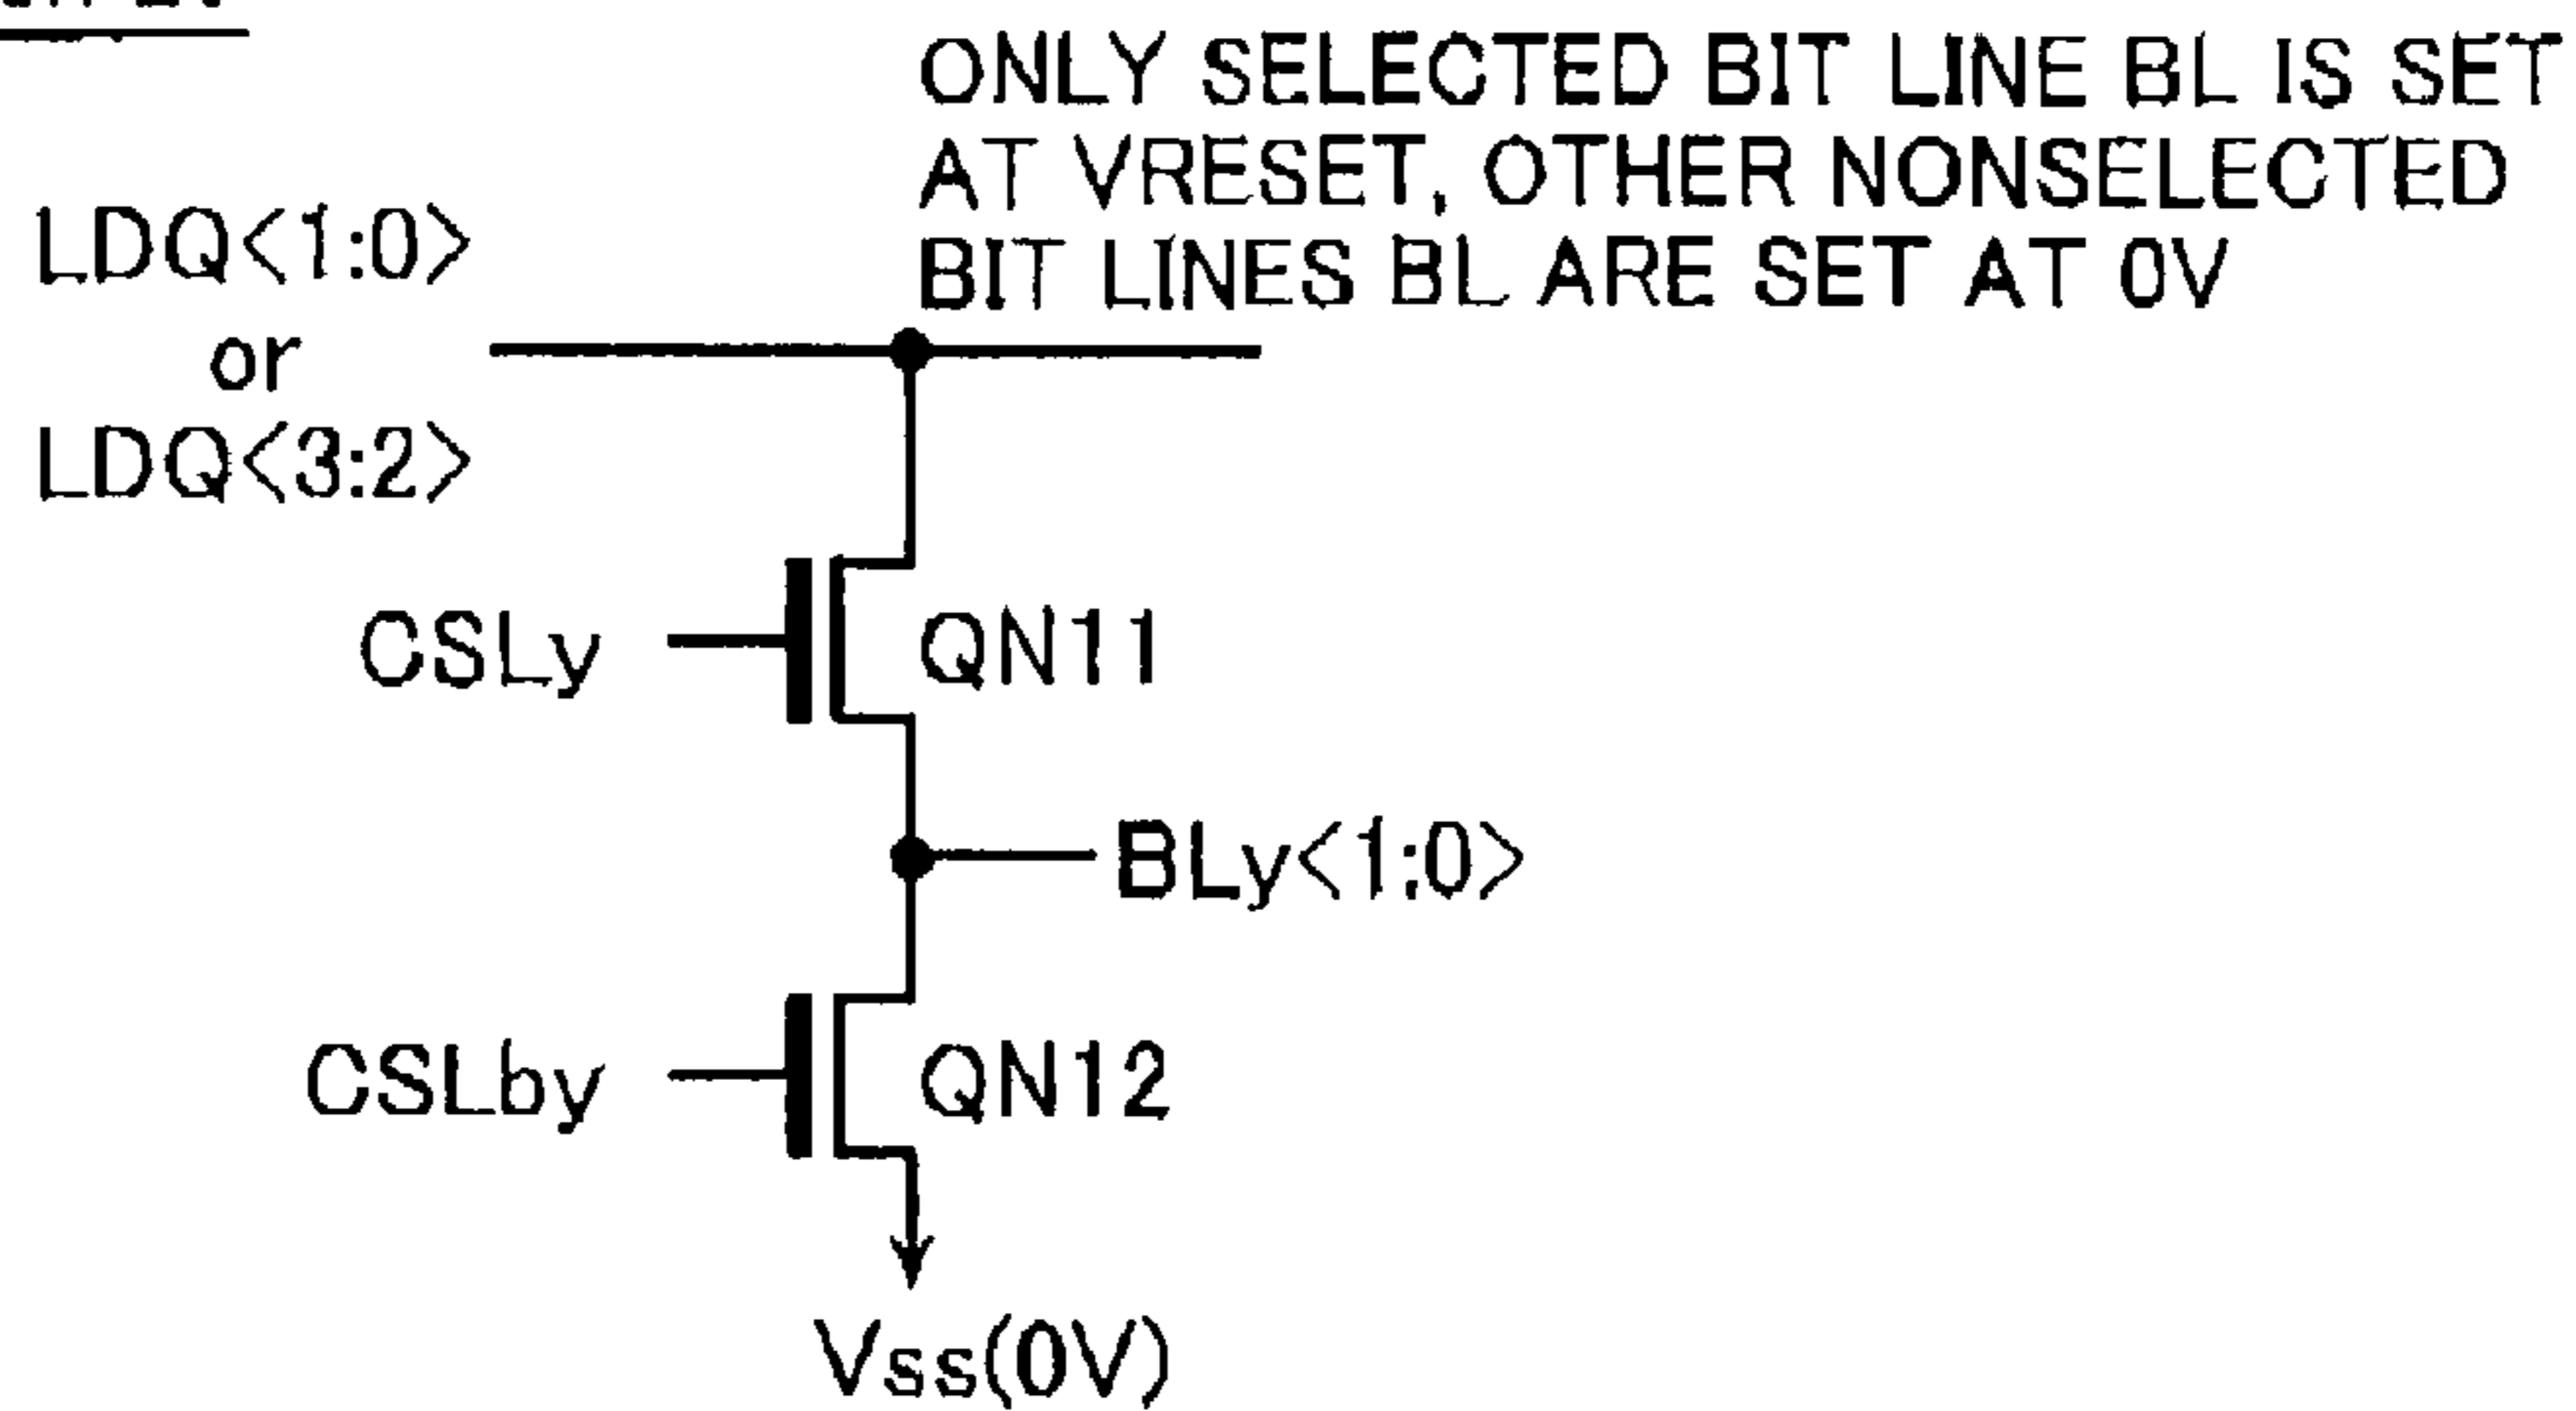 ONLY SELECTED BIT LINE BL IS SET
AT VRESET, OTHER NONSELECTED
BIT LINES BL ARE SET AT 0V
LDQ<1:0>
or
LDQ<3:2>
CSLy
QN11
BLy<1:0>
CSLby
QN12
Vss(0V)